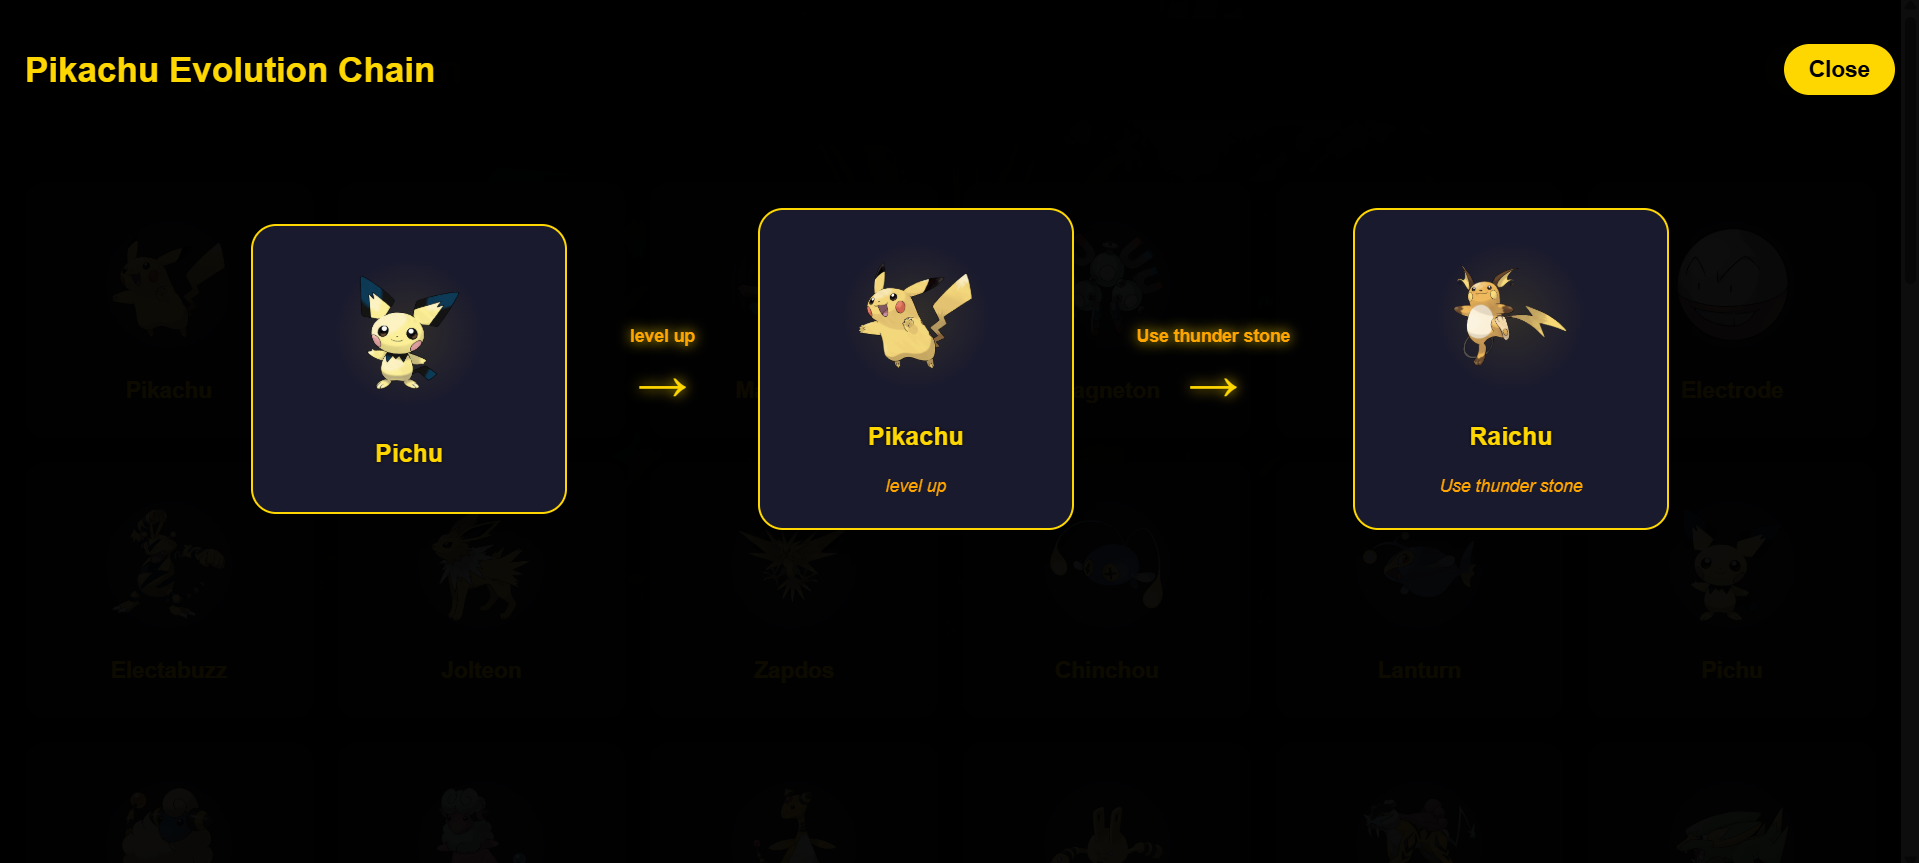 Pikachu Evolution Chain
Close
level up
→
Use thunder stone
→
Pichu
Pikachu
level up
Raichu
Use thunder stone
Pikachu
M
agneton
Electrode
Electabuzz
Jolteon
Zapdos
Chinchou
Lanturn
Pichu